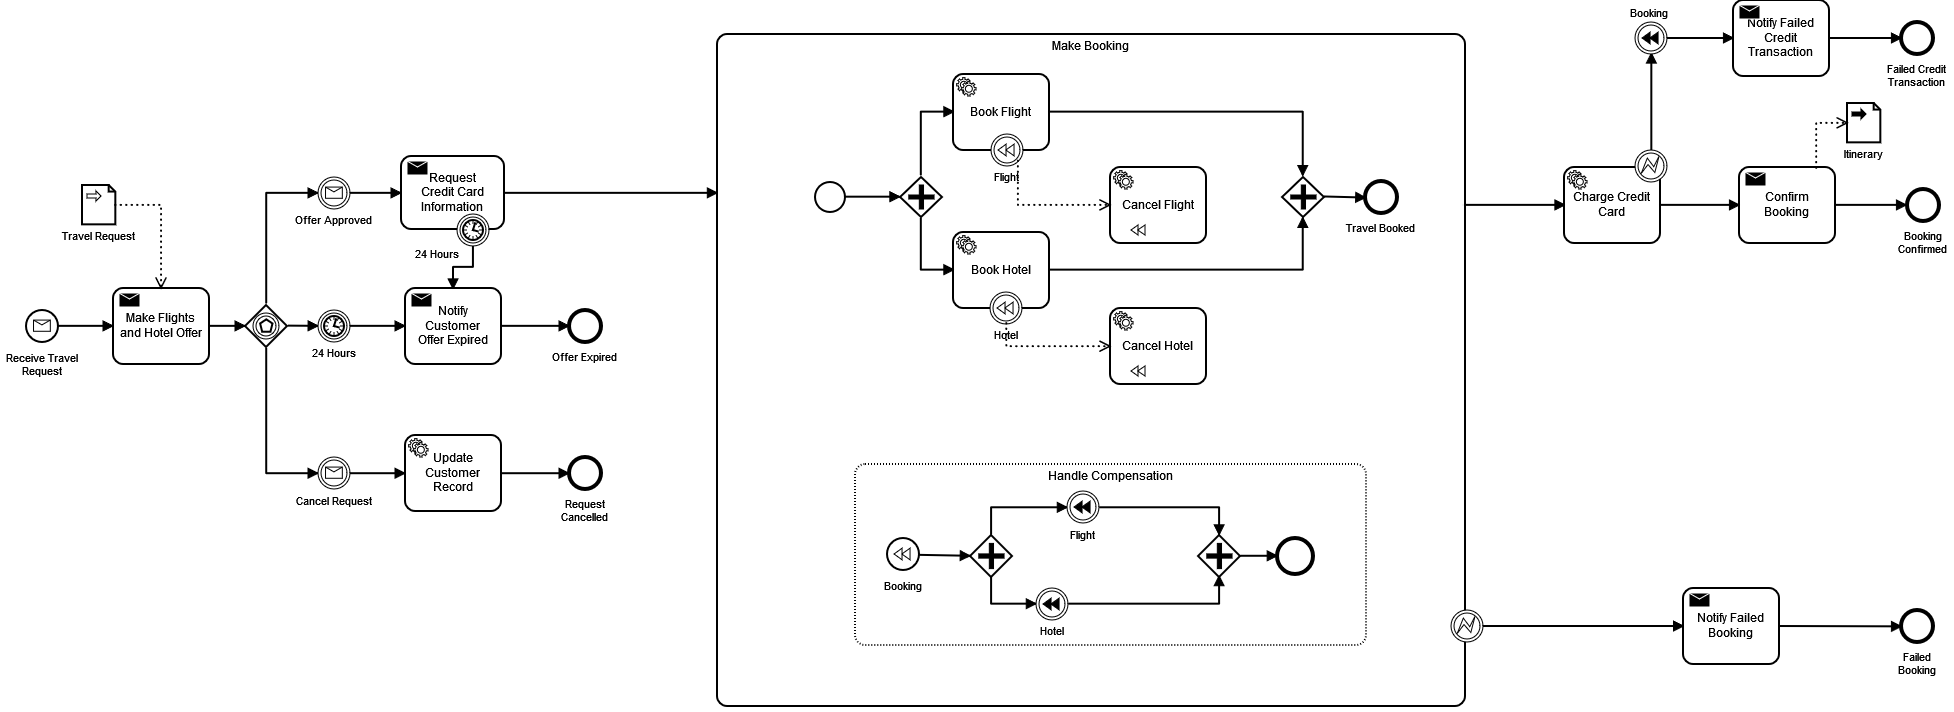 Booking
Notify Failed
Credit
Transaction
Failed Credit
Transaction
Make Booking
Book Flight
Flight
Cancel Flight
Book Hotel
Hotel
Cancel Hotel
Travel Booked
Itinerary
Charge Credit
Card
Confirm
Booking
Booking
Confirmed
Request
Credit Card
Information
24 Hours
Offer Approved
Travel Request
Receive Travel
Request
Make Flights
and Hotel Offer
24 Hours
Notify
Customer
Offer Expired
Offer Expired
Cancel Request
Update
Customer
Record
Request
Cancelled
Handle Compensation
Booking
Flight
Hotel
Notify Failed
Booking
Failed
Booking